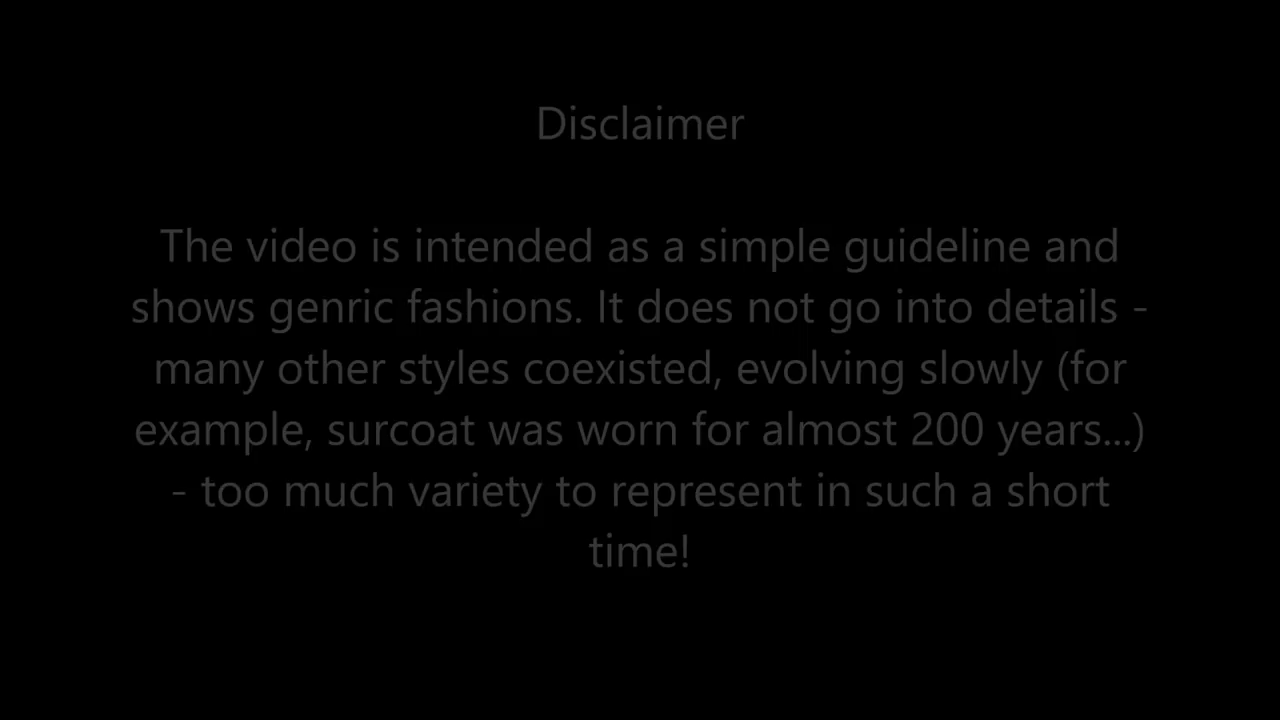 Disclaimer
The video is intended as a simple guideline and
shows genric fashions. It does not go into details -
many other styles coexisted, evolving slowly (for
example, surcoat was worn for almost 200 years...)
- too much variety to represent in such a short
time!